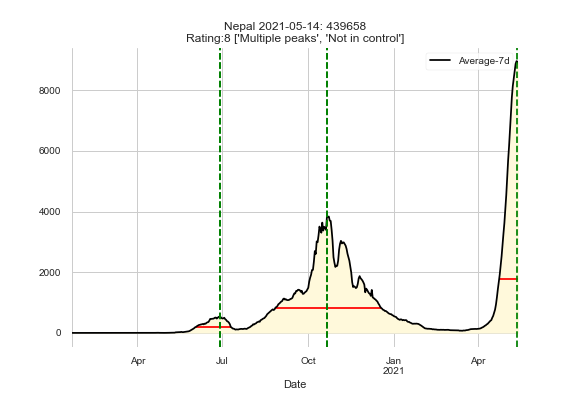 Nepal 2021-05-14: 439658
Rating:8 ['Multiple peaks', 'Not in control']
Average-7d
8000
6000
4000
2000
0
Apr Jul Oct Jan Apr
2021
Date